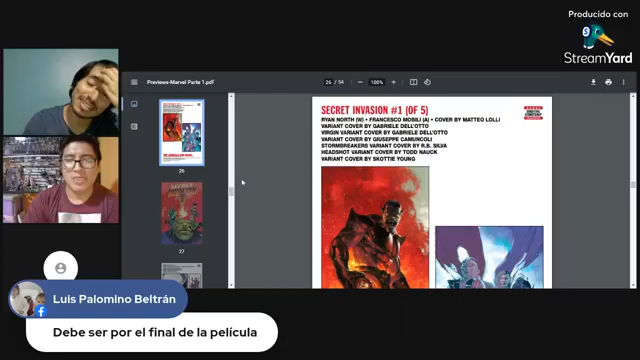 Producido con
StreamYard
Previews-Marvel Parte 1.pdf
26 / 94
100%
SECRET INVASION #1 (OF 5)
RYAN NORTH (W) • FRANCESCO MOBILI (A) • COVER BY MATTEO LOLLI
VARIANT COVER BY GABRIELE DELL'OTTO
VIRGIN VARIANT COVER BY GABRIELE DELL'OTTO
VARIANT COVER BY GIUSEPPE CAMUNCOLI
STORMBREAKERS VARIANT COVER BY R.B. SILVA
HEADSHOT VARIANT COVER BY TODD NAUCK
VARIANT COVER BY SKOTTIE YOUNG
26
27
Luis Palomino Beltrán
Debe ser por el final de la película